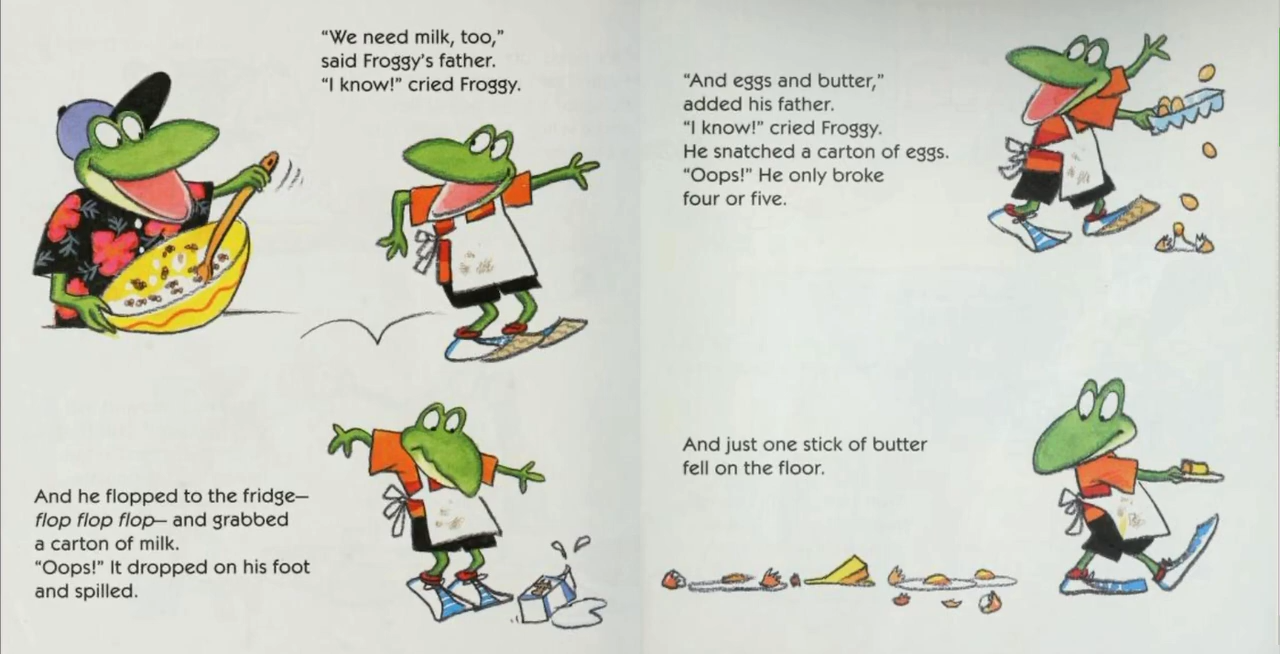 “We need milk, too,”
said Froggy’s father.
“I know!” cried Froggy.
And he flopped to the fridge—
flop flop flop— and grabbed
a carton of milk.
“Oops!” It dropped on his foot
and spilled.
“And eggs and butter,”
added his father.
“I know!” cried Froggy.
He snatched a carton of eggs.
“Oops!” He only broke
four or five.
And just one stick of butter
fell on the floor.